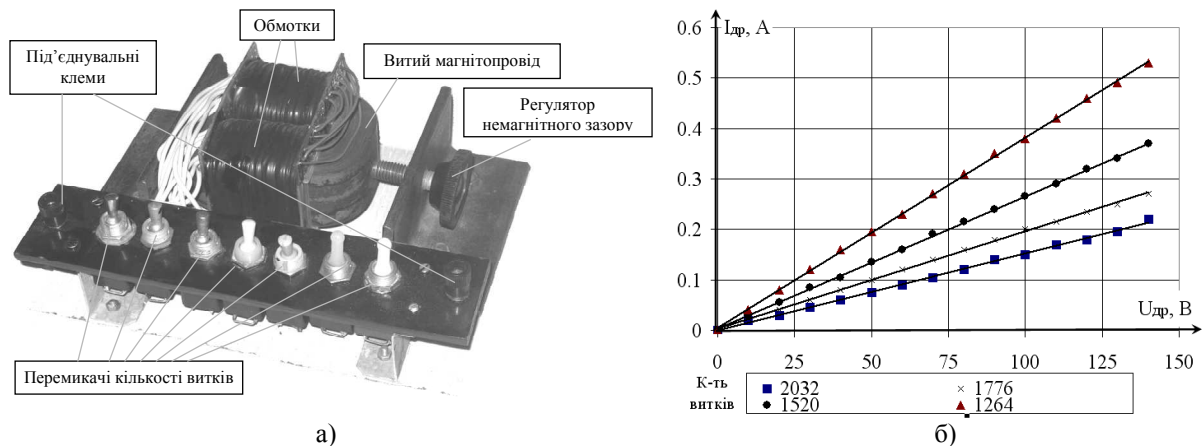 Обмотки
Під’єднувальні
клеми
Витий магнітопровід
Регулятор
немагнітного зазору
Перемикачі кількості витків
а)
Iдр, А
0.6
0.5
0.4
0.3
0.2
0.1
0
Uдр, В
0 25 50 75 100 125 150
К-ть
витків
2032 1776
1520 1264
б)